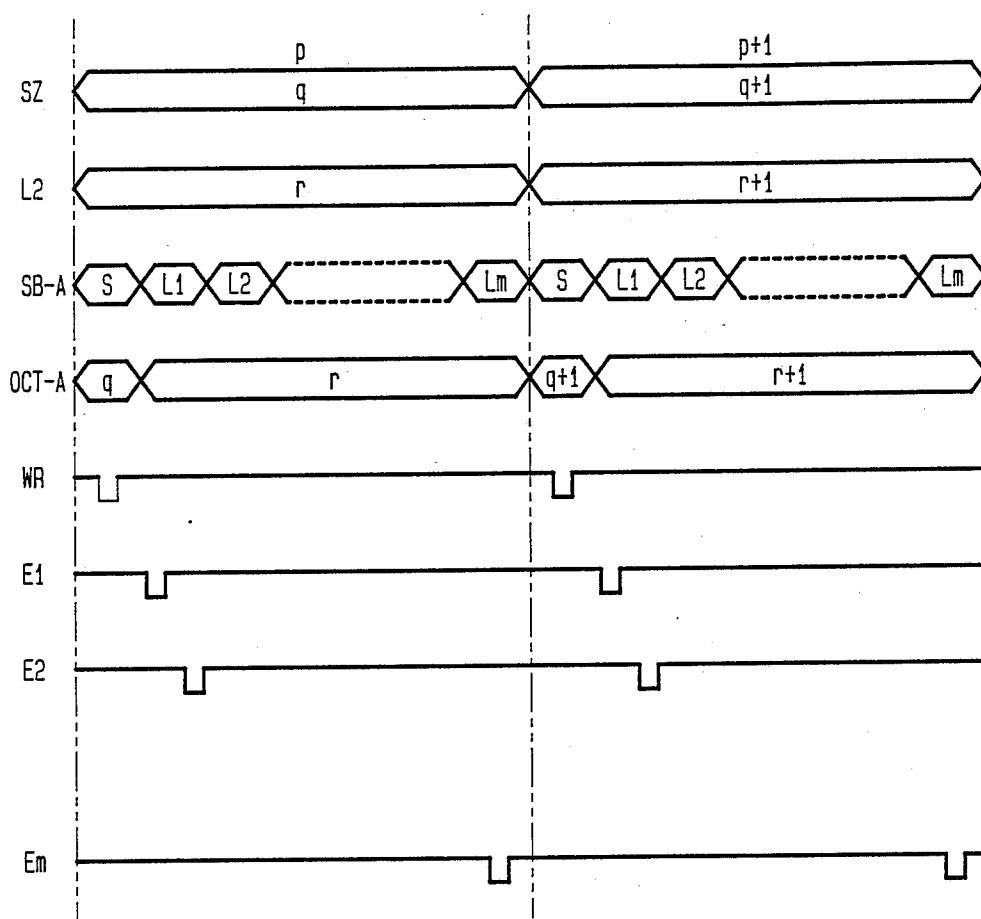 p p+1
SZ q q+1
L2 r r+1
SB-A S L1 L2 Lm S L1 L2 Lm
OCT-A q r q+1 r+1
WR
E1
E2
Em